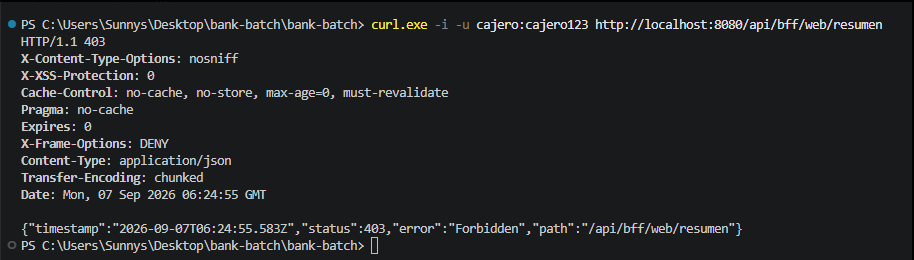 PS C:\Users\Sunnys\Desktop\bank-batch\bank-batch> curl.exe -i -u cajero:cajero123 http://localhost:8080/api/bff/web/resumen
HTTP/1.1 403
X-Content-Type-Options: nosniff
X-XSS-Protection: 0
Cache-Control: no-cache, no-store, max-age=0, must-revalidate
Pragma: no-cache
Expires: 0
X-Frame-Options: DENY
Content-Type: application/json
Transfer-Encoding: chunked
Date: Mon, 07 Sep 2026 06:24:55 GMT
{"timestamp":"2026-09-07T06:24:55.583Z","status":403,"error":"Forbidden","path":"/api/bff/web/resumen"}
PS C:\Users\Sunnys\Desktop\bank-batch\bank-batch>